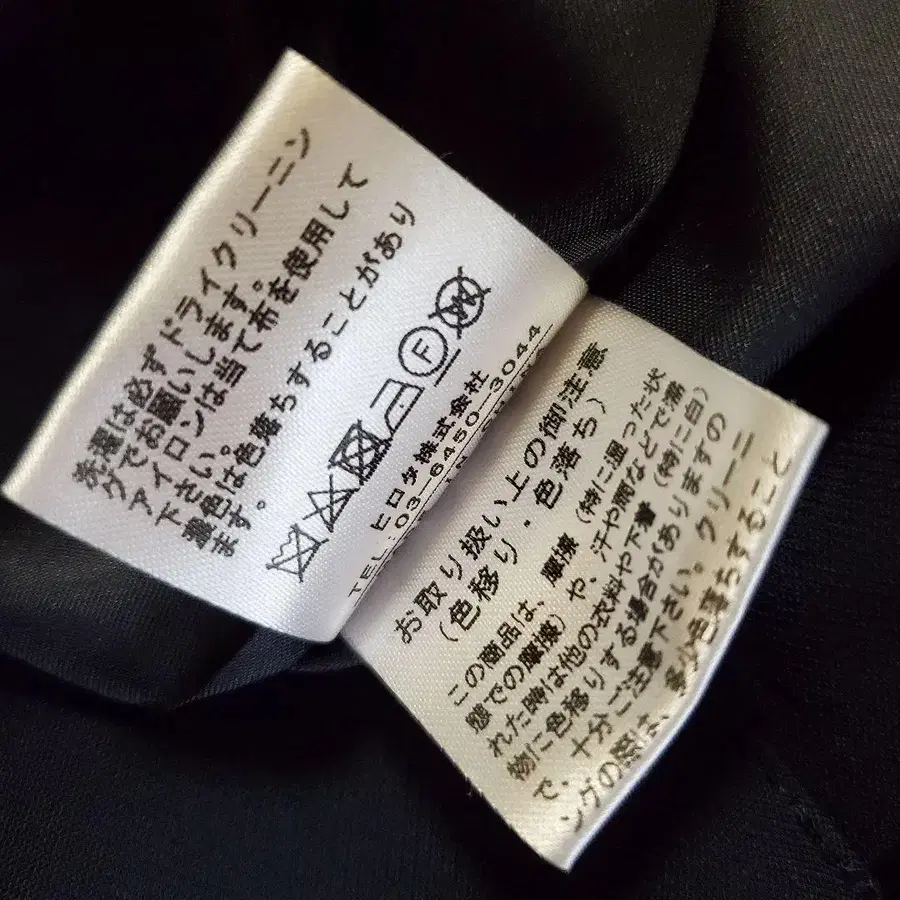 洗濯は必ずドライクリーニン
グでお願いします。
アイロンは当て布を使用して
下さい。
濃色は色落ちすることがあり
ます。
F W
ヒロタ株式会社
TEL:03-6450-3044
お取り扱い上の御注意
(色移り・色落ち)
この商品は、摩擦(特に湿った状
態での摩擦)や、汗や雨などで濡
れた時は他の衣料や下着(特に白)
物に色移りする場合がありますの
で、十分ご注意下さい。クリーニ
ングの際は、多少色落ちすること